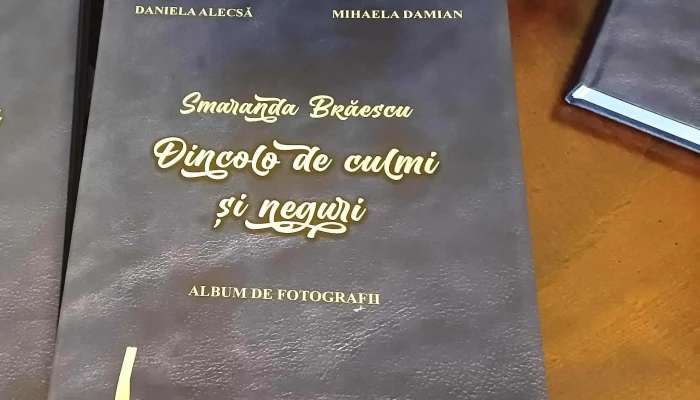 DANIELA ALECSĂ MIHAELA DAMIAN
Smaranda Brăescu
Dincolo de culmi
și neguri
ALBUM DE FOTOGRAFII